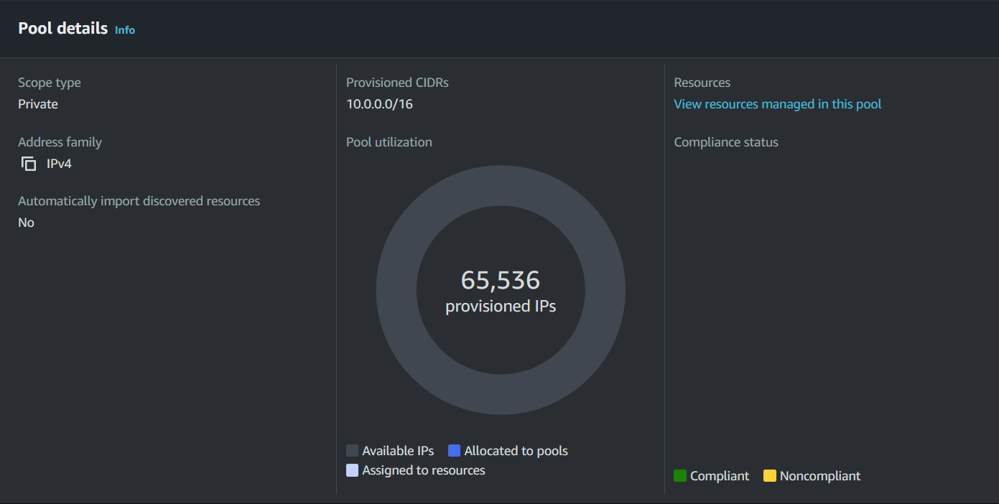 Pool details Info
Scope type
Private
Address family
IPv4
Automatically import discovered resources
No
Provisioned CIDRs
10.0.0.0/16
Pool utilization
65,536
provisioned IPs
Available IPs Allocated to pools
Assigned to resources
Resources
View resources managed in this pool
Compliance status
Compliant Noncompliant